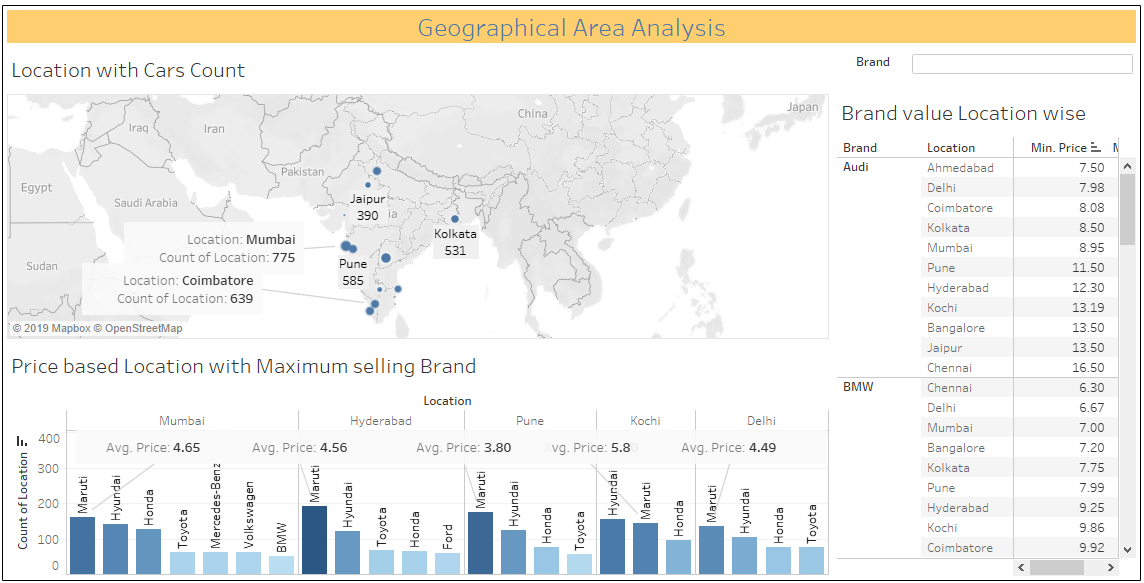 Geographical Area Analysis
Location with Cars Count
Brand
China
Japan
Iraq
Iran
Pakistan
Egypt
Saudi Arabia
Sudan
Jaipur
390
ia
Kolkata
531
Location: Mumbai
Count of Location: 775
Pune
585
Location: Coimbatore
Count of Location: 639
© 2019 Mapbox © OpenStreetMap
Brand value Location wise
Brand Location Min. Price M
Audi Ahmedabad 7.50
Delhi 7.98
Coimbatore 8.08
Kolkata 8.50
Mumbai 8.95
Pune 11.50
Hyderabad 12.30
Kochi 13.19
Bangalore 13.50
Jaipur 13.50
Chennai 16.50
BMW Chennai 6.30
Delhi 6.67
Mumbai 7.00
Bangalore 7.20
Kolkata 7.75
Pune 7.99
Hyderabad 9.25
Kochi 9.86
Coimbatore 9.92
Price based Location with Maximum selling Brand
Location
Mumbai Hyderabad Pune Kochi Delhi
Avg. Price: 4.65 Avg. Price: 4.56 Avg. Price: 3.80 Avg. Price: 5.80 Avg. Price: 4.49
Count of Location
400
300
200
100
0
Maruti
Hyundai
Honda
Toyota
Mercedes-Benz
Volkswagen
BMW
Maruti
Hyundai
Toyota
Honda
Ford
Maruti
Hyundai
Honda
Toyota
Hyundai
Maruti
Honda
Maruti
Hyundai
Honda
Toyota